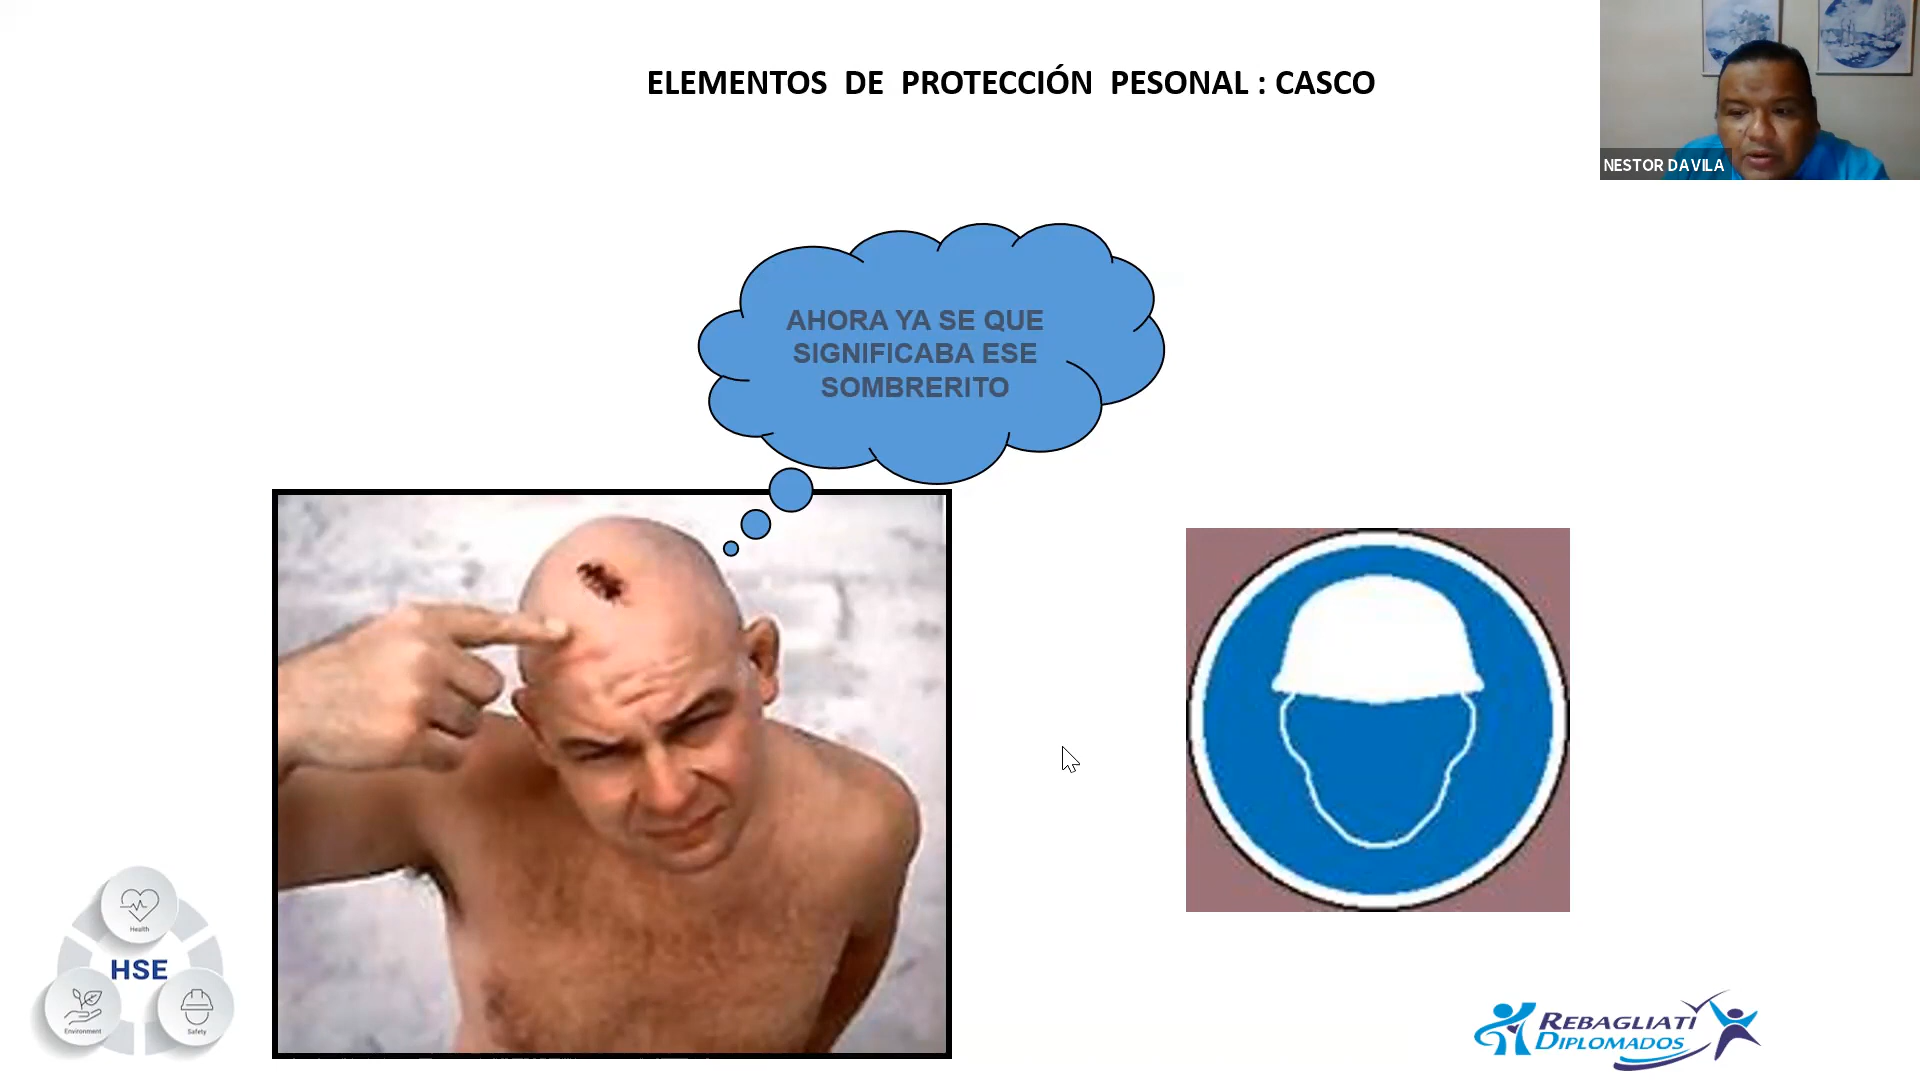 ELEMENTOS DE PROTECCIÓN PESONAL : CASCO
NESTOR DAVILA
AHORA YA SE QUE
SIGNIFICABA ESE
SOMBRERITO
Health
HSE
Environment
Safety
REBAGLIATI
DIPLOMADOS